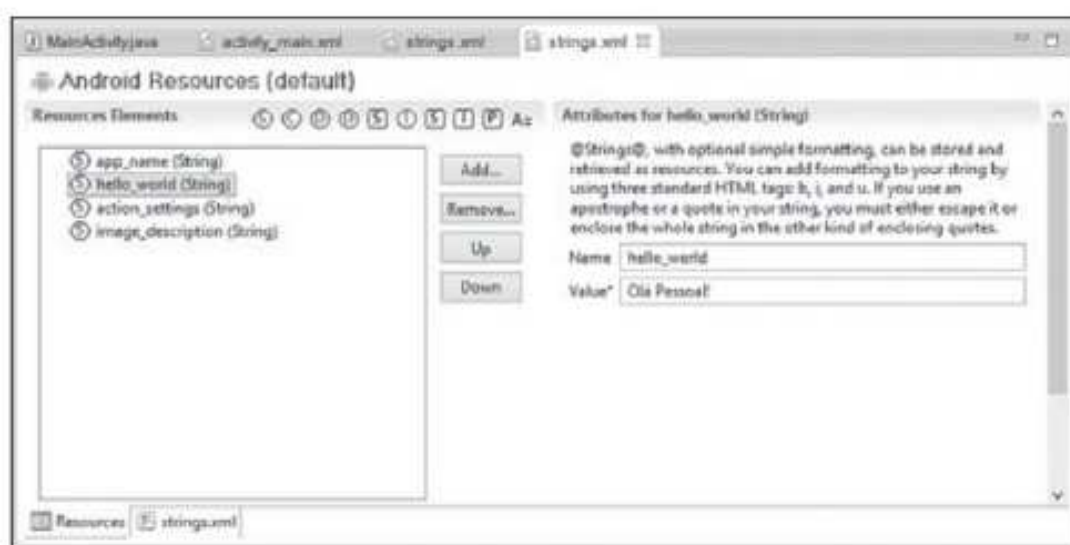 MainActivity.java
activity_main.xml
strings.xml
strings.xml
Android Resources (default)
Resources Elements
S C D D S I S I P Az
Attributes for hello_world (String)
S app_name (String)
S hello_world (String)
S action_settings (String)
S image_description (String)
Add...
Remove...
Up
Down
@Strings@, with optional simple formatting, can be stored and
retrieved as resources. You can add formatting to your string by
using three standard HTML tags: b, i, and u. If you use an
apostrophe or a quote in your string, you must either escape it or
enclose the whole string in the other kind of enclosing quotes.
Name hello_world
Value* Olá Pessoal!
Resources
strings.xml